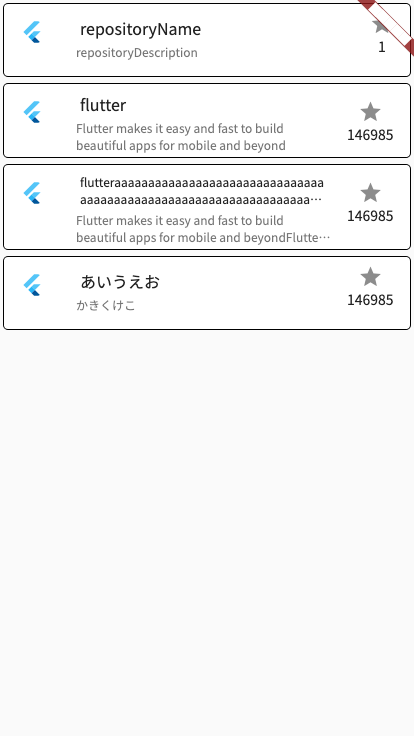 repositoryName
repositoryDescription
1
flutter
Flutter makes it easy and fast to build
beautiful apps for mobile and beyond
146985
flutteraaaaaaaaaaaaaaaaaaaaaaaaaaaaaaa
aaaaaaaaaaaaaaaaaaaaaaaaaaaaaaaaaa…
Flutter makes it easy and fast to build
beautiful apps for mobile and beyondFlutte…
146985
あいうえお
かきくけこ
146985